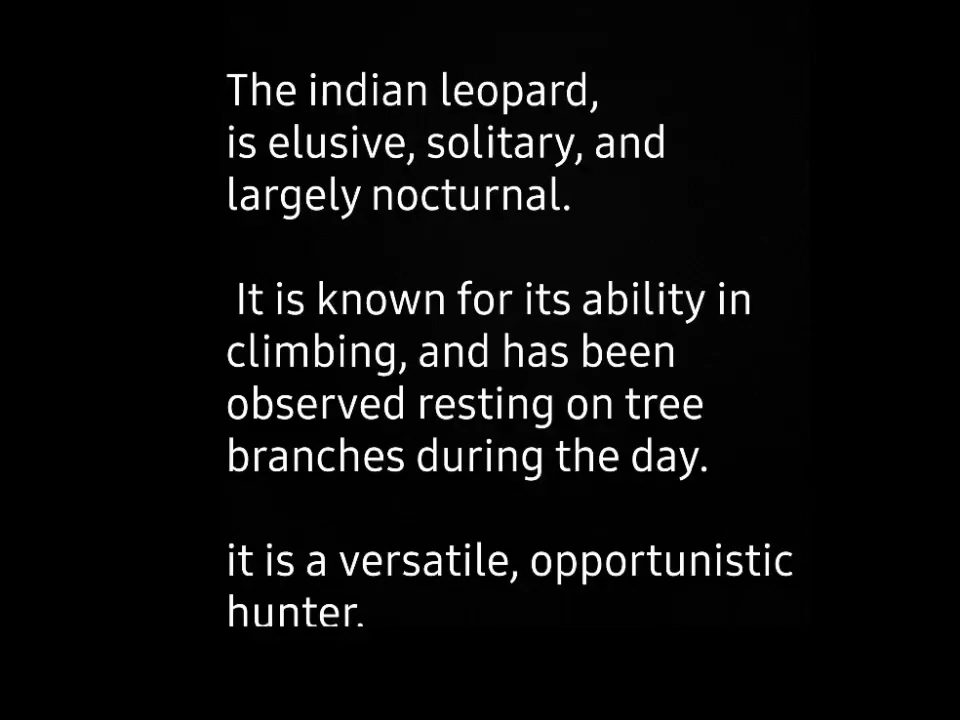 The indian leopard,
is elusive, solitary, and
largely nocturnal.
It is known for its ability in
climbing, and has been
observed resting on tree
branches during the day.
it is a versatile, opportunistic
hunter.